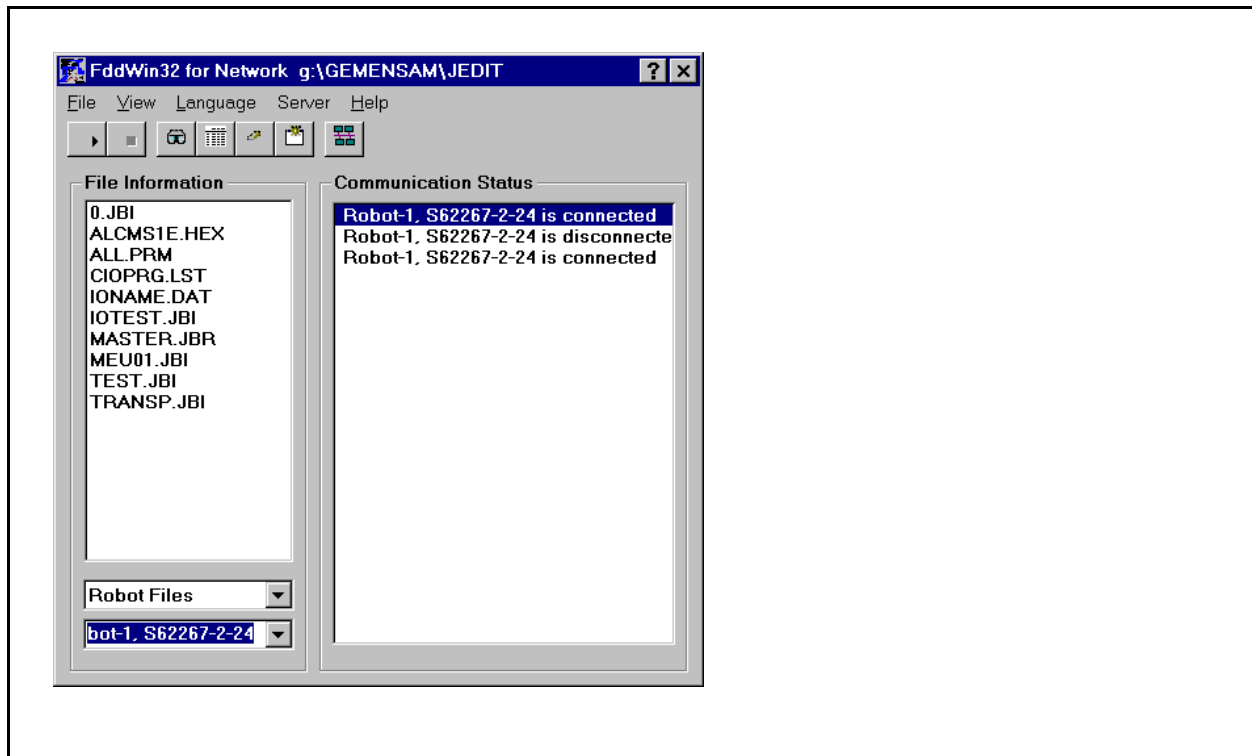 FddWin32 for Network g:\GEMENSAM\JEDIT
File View Language Server Help
File Information
0.JBI
ALCMS1E.HEX
ALL.PRM
CIOPRG.LST
IONAME.DAT
IOTEST.JBI
MASTER.JBR
MEU01.JBI
TEST.JBI
TRANSP.JBI
Robot Files
bot-1, S62267-2-24
Communication Status
Robot-1, S62267-2-24 is connected
Robot-1, S62267-2-24 is disconnecte
Robot-1, S62267-2-24 is connected